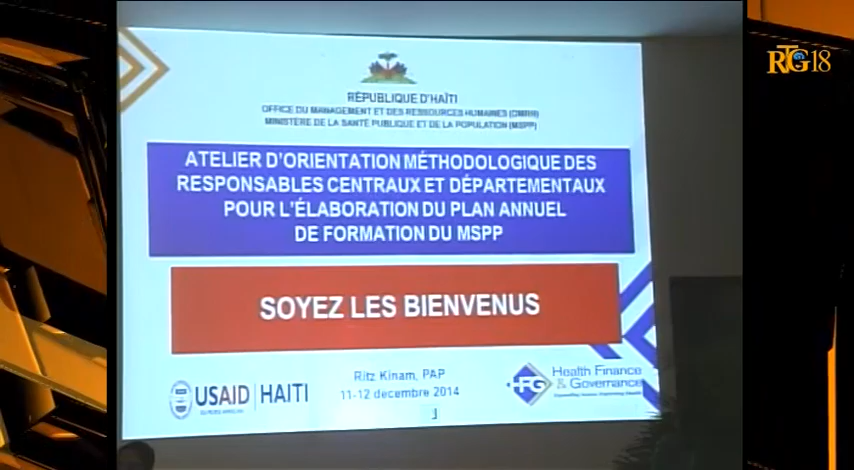 RTG18
RÉPUBLIQUE D'HAÏTI
OFFICE DU MANAGEMENT ET DES RESSOURCES HUMAINES (OMRH)
MINISTÈRE DE LA SANTÉ PUBLIQUE ET DE LA POPULATION (MSPP)
ATELIER D'ORIENTATION MÉTHODOLOGIQUE DES
RESPONSABLES CENTRAUX ET DÉPARTEMENTAUX
POUR L'ÉLABORATION DU PLAN ANNUEL
DE FORMATION DU MSPP
SOYEZ LES BIENVENUS
Ritz Kinam, PAP
11-12 decembre 2014
USAID HAITI
HFG
Health Finance
& Governance